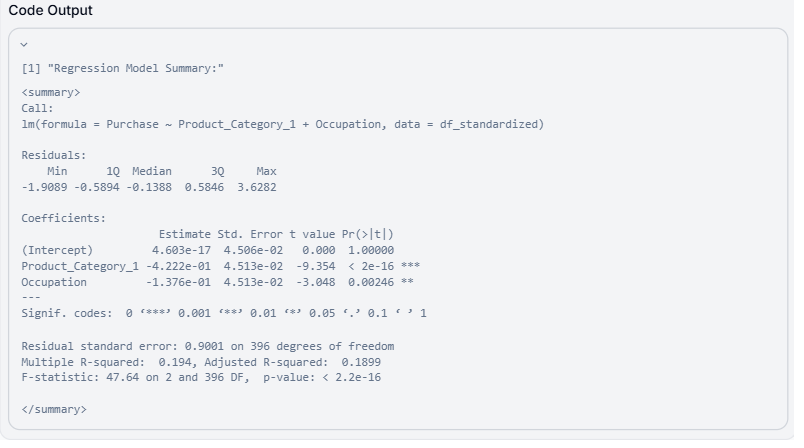 Code Output
[1] "Regression Model Summary:"
<summary>
Call:
lm(formula = Purchase ~ Product_Category_1 + Occupation, data = df_standardized)
Residuals:
    Min      1Q  Median      3Q     Max
-1.9089 -0.5894 -0.1388  0.5846  3.6282
Coefficients:
                     Estimate Std. Error t value Pr(>|t|)
(Intercept)         4.603e-17  4.506e-02   0.000  1.00000
Product_Category_1 -4.222e-01  4.513e-02  -9.354  < 2e-16 ***
Occupation         -1.376e-01  4.513e-02  -3.048  0.00246 **
---
Signif. codes:  0 ‘***’ 0.001 ‘**’ 0.01 ‘*’ 0.05 ‘.’ 0.1 ‘ ’ 1
Residual standard error: 0.9001 on 396 degrees of freedom
Multiple R-squared:  0.194, Adjusted R-squared:  0.1899
F-statistic: 47.64 on 2 and 396 DF,  p-value: < 2.2e-16
</summary>